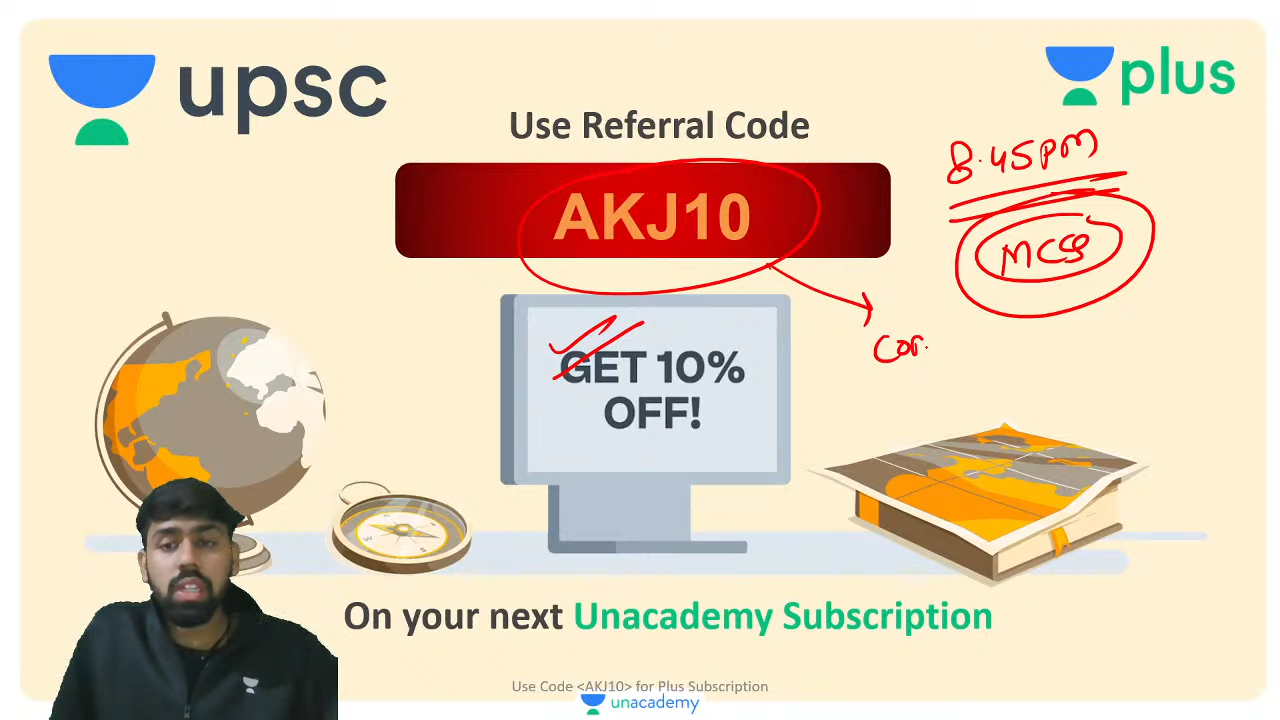 upsc
plus
Use Referral Code
8.45pm
AKJ10
MCQ
GET 10%
OFF!
Cor.
On your next Unacademy Subscription
Use Code <AKJ10> for Plus Subscription
unacademy